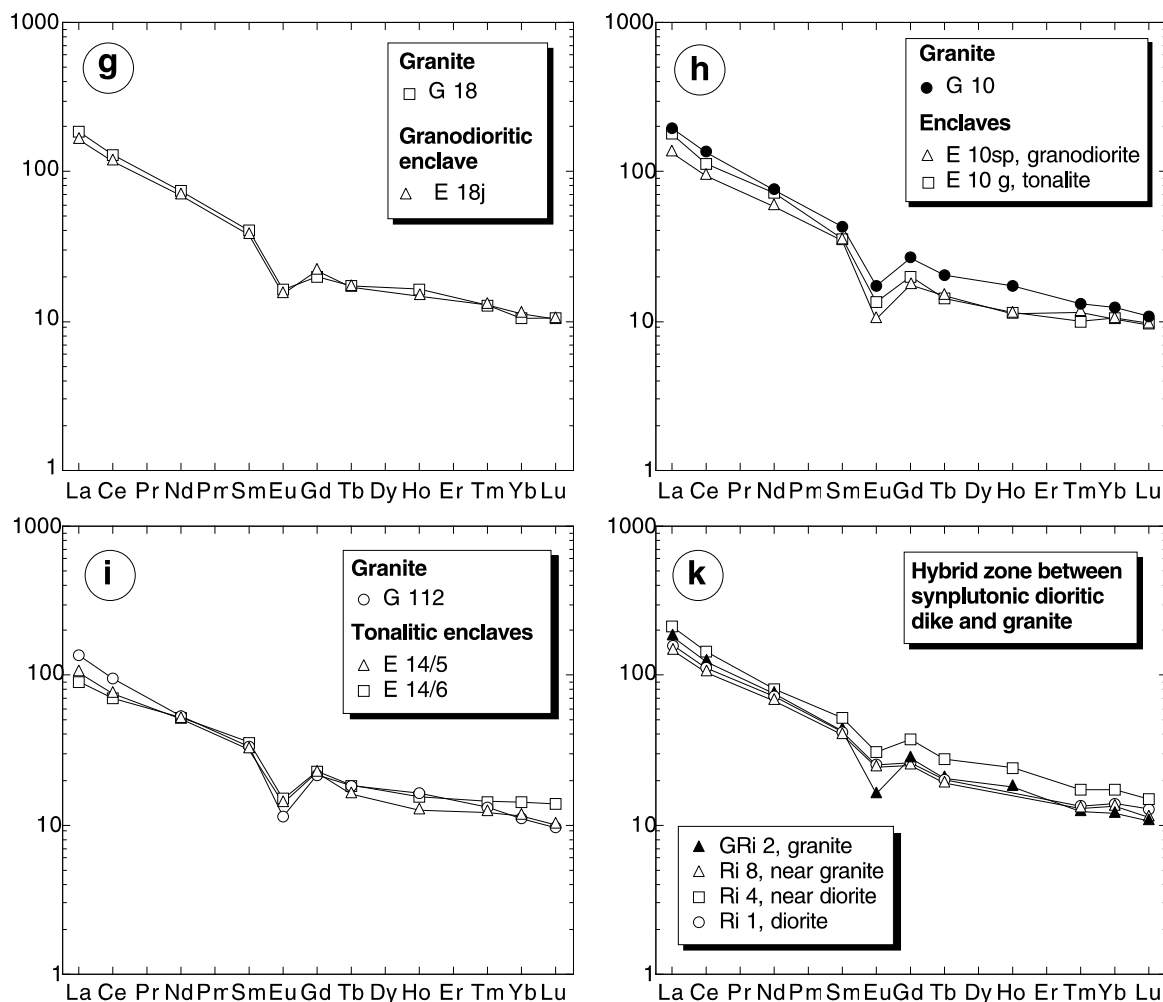 1000
100
10
1
g
Granite
G 18
Granodioritic
enclave
E 18j
La Ce Pr Nd Pm Sm Eu Gd Tb Dy Ho Er Tm Yb Lu
1000
100
10
1
h
Granite
G 10
Enclaves
E 10sp, granodiorite
E 10 g, tonalite
La Ce Pr Nd Pm Sm Eu Gd Tb Dy Ho Er Tm Yb Lu
1000
100
10
1
i
Granite
G 112
Tonalitic enclaves
E 14/5
E 14/6
La Ce Pr Nd Pm Sm Eu Gd Tb Dy Ho Er Tm Yb Lu
1000
100
10
1
k
Hybrid zone between
synplutonic dioritic
dike and granite
GRi 2, granite
Ri 8, near granite
Ri 4, near diorite
Ri 1, diorite
La Ce Pr Nd Pm Sm Eu Gd Tb Dy Ho Er Tm Yb Lu